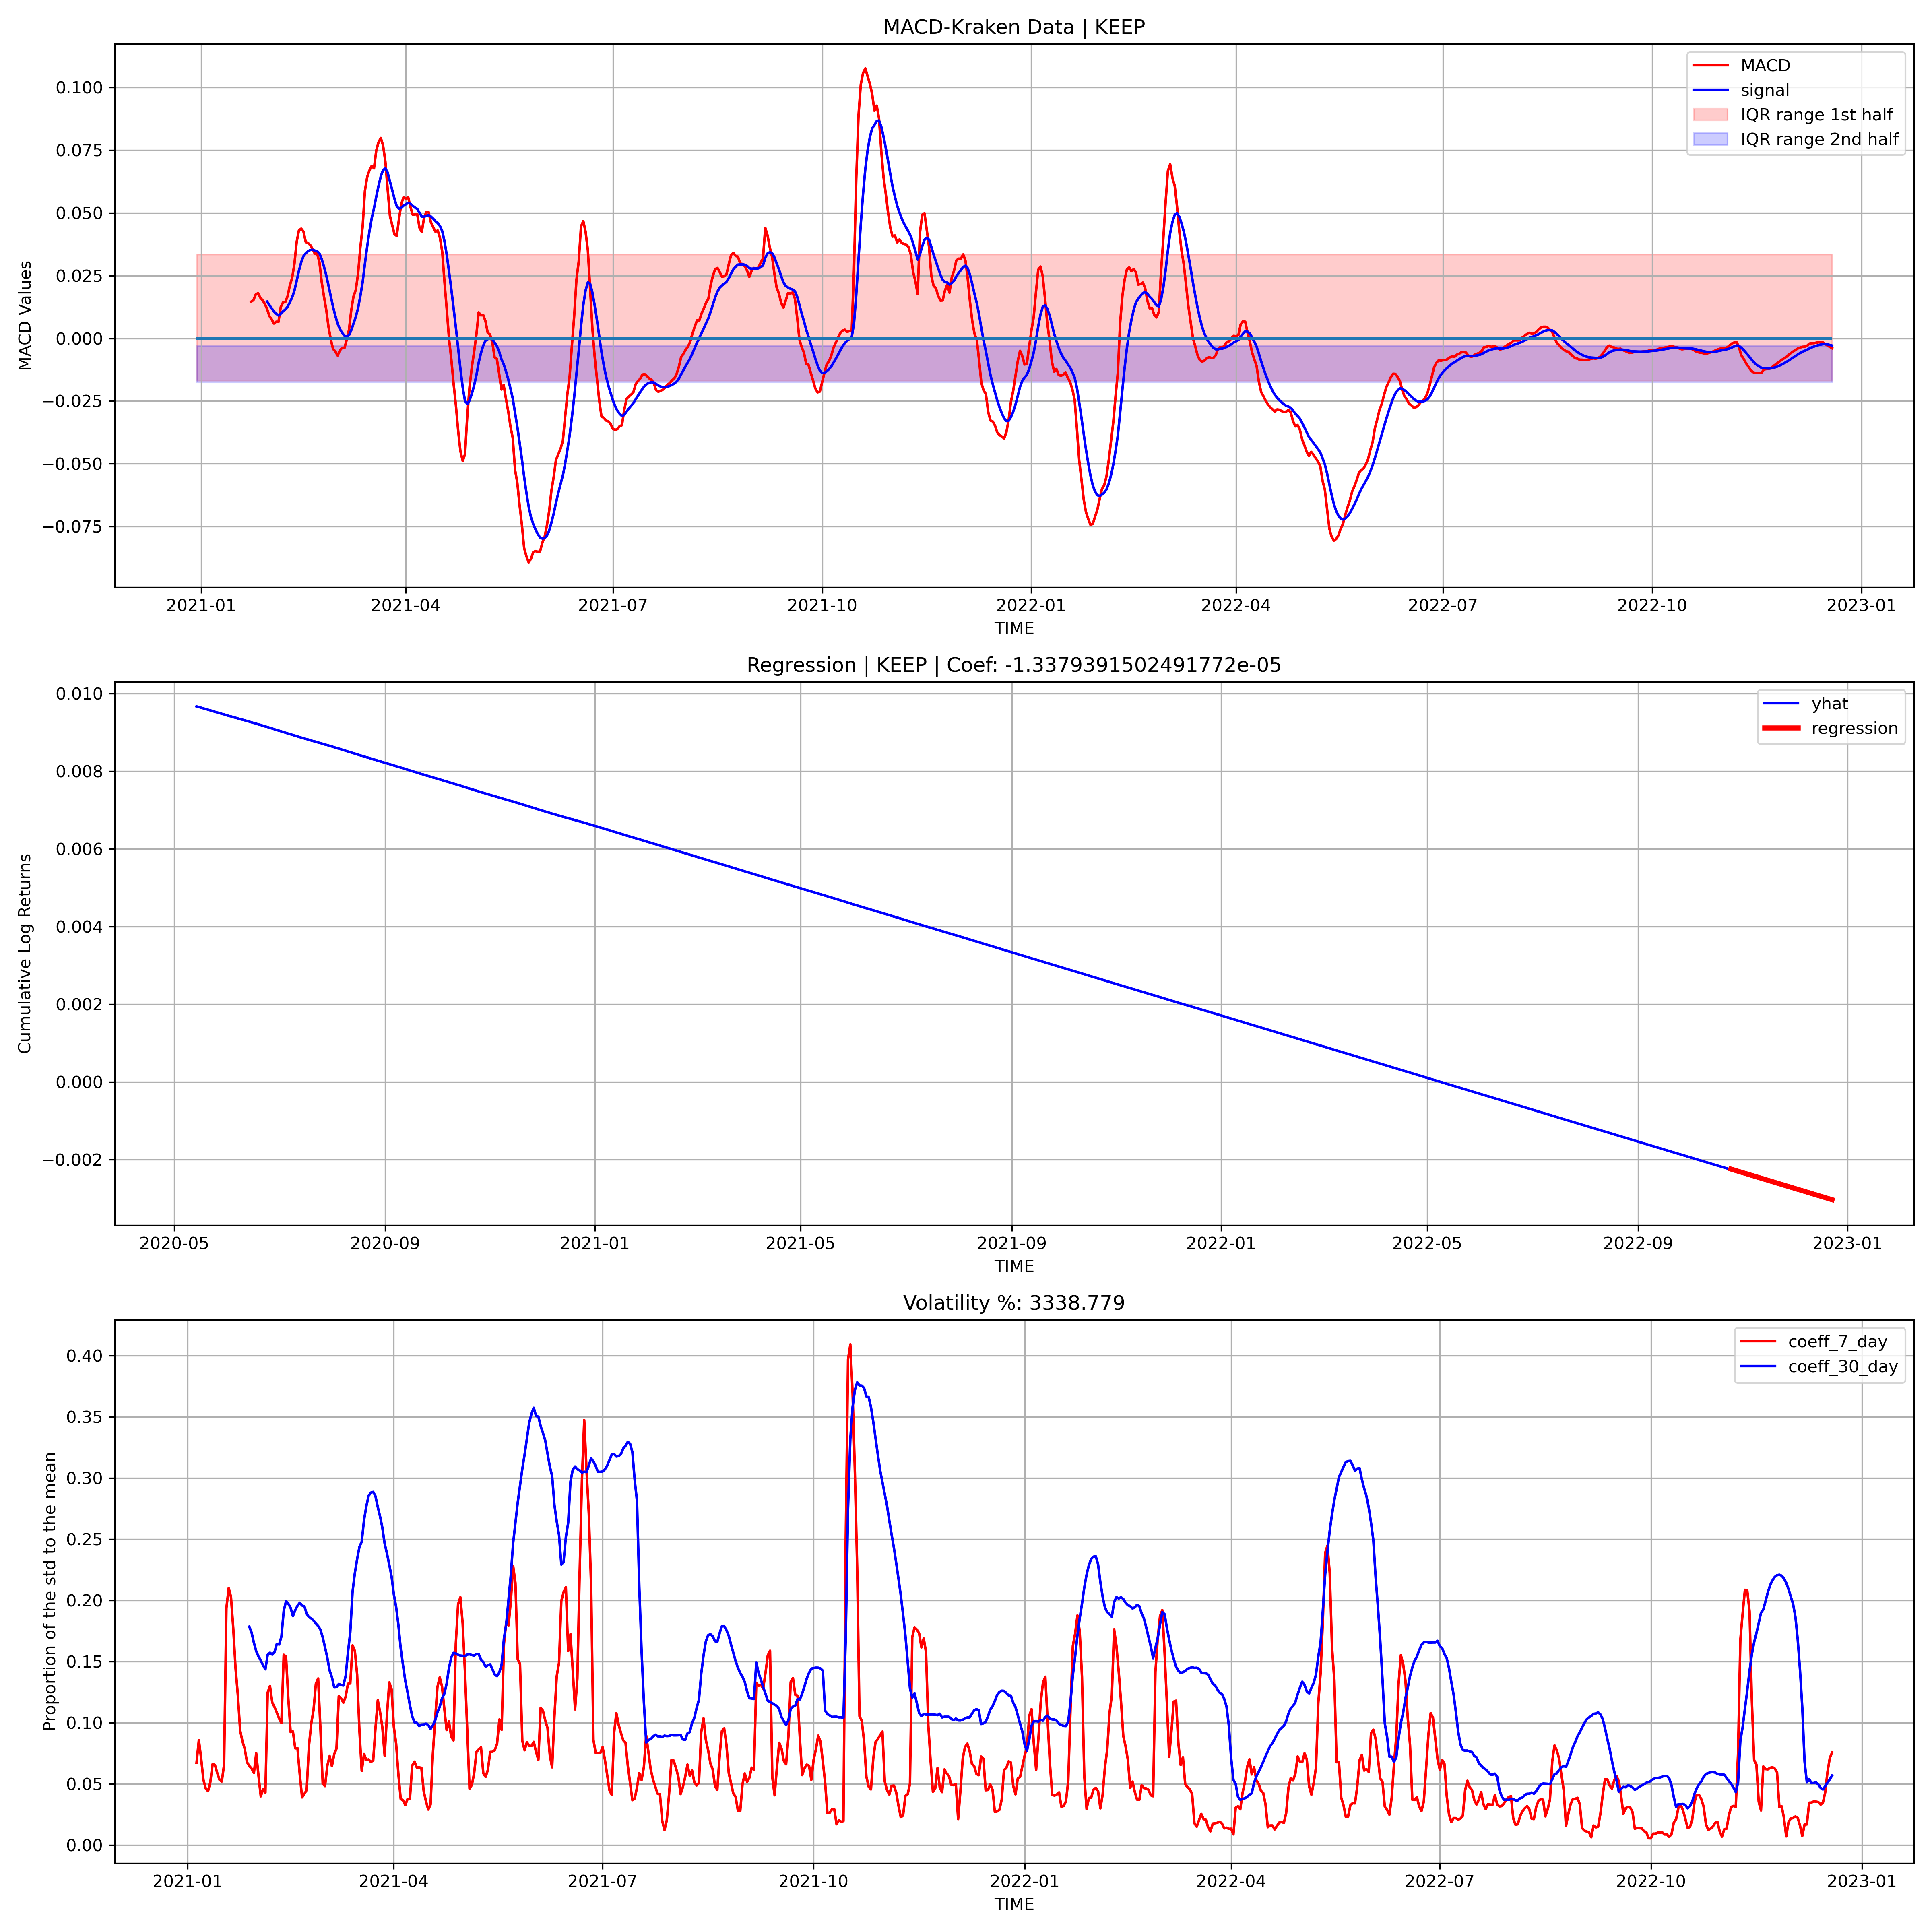 MACD-Kraken Data | KEEP
MACD Values
0.100
0.075
0.050
0.025
0.000
−0.025
−0.050
−0.075
MACD
signal
IQR range 1st half
IQR range 2nd half
2021-01 2021-04 2021-07 2021-10 2022-01 2022-04 2022-07 2022-10 2023-01
TIME
Regression | KEEP | Coef: -1.3379391502491772e-05
Cumulative Log Returns
0.010
0.008
0.006
0.004
0.002
0.000
−0.002
yhat
regression
2020-05 2020-09 2021-01 2021-05 2021-09 2022-01 2022-05 2022-09 2023-01
TIME
Volatility %: 3338.779
Proportion of the std to the mean
0.40
0.35
0.30
0.25
0.20
0.15
0.10
0.05
0.00
coeff_7_day
coeff_30_day
2021-01 2021-04 2021-07 2021-10 2022-01 2022-04 2022-07 2022-10 2023-01
TIME